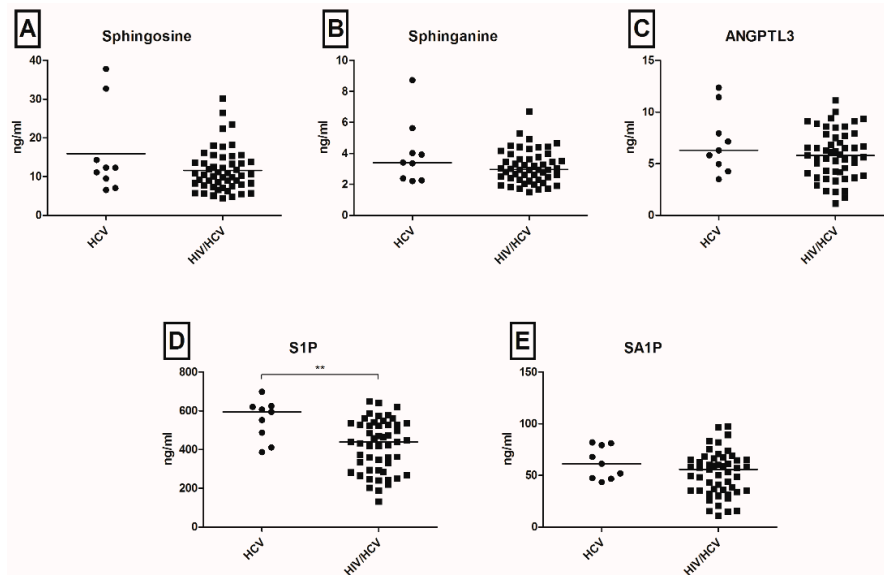 A
Sphingosine
ng/ml
40
30
20
10
0
HCV
HIV/HCV
B
Sphinganine
ng/ml
10
8
6
4
2
0
HCV
HIV/HCV
C
ANGPTL3
ng/ml
15
10
5
0
HCV
HIV/HCV
D
S1P
ng/ml
800
600
400
200
0
**
HCV
HIV/HCV
E
SA1P
ng/ml
150
100
50
0
HCV
HIV/HCV